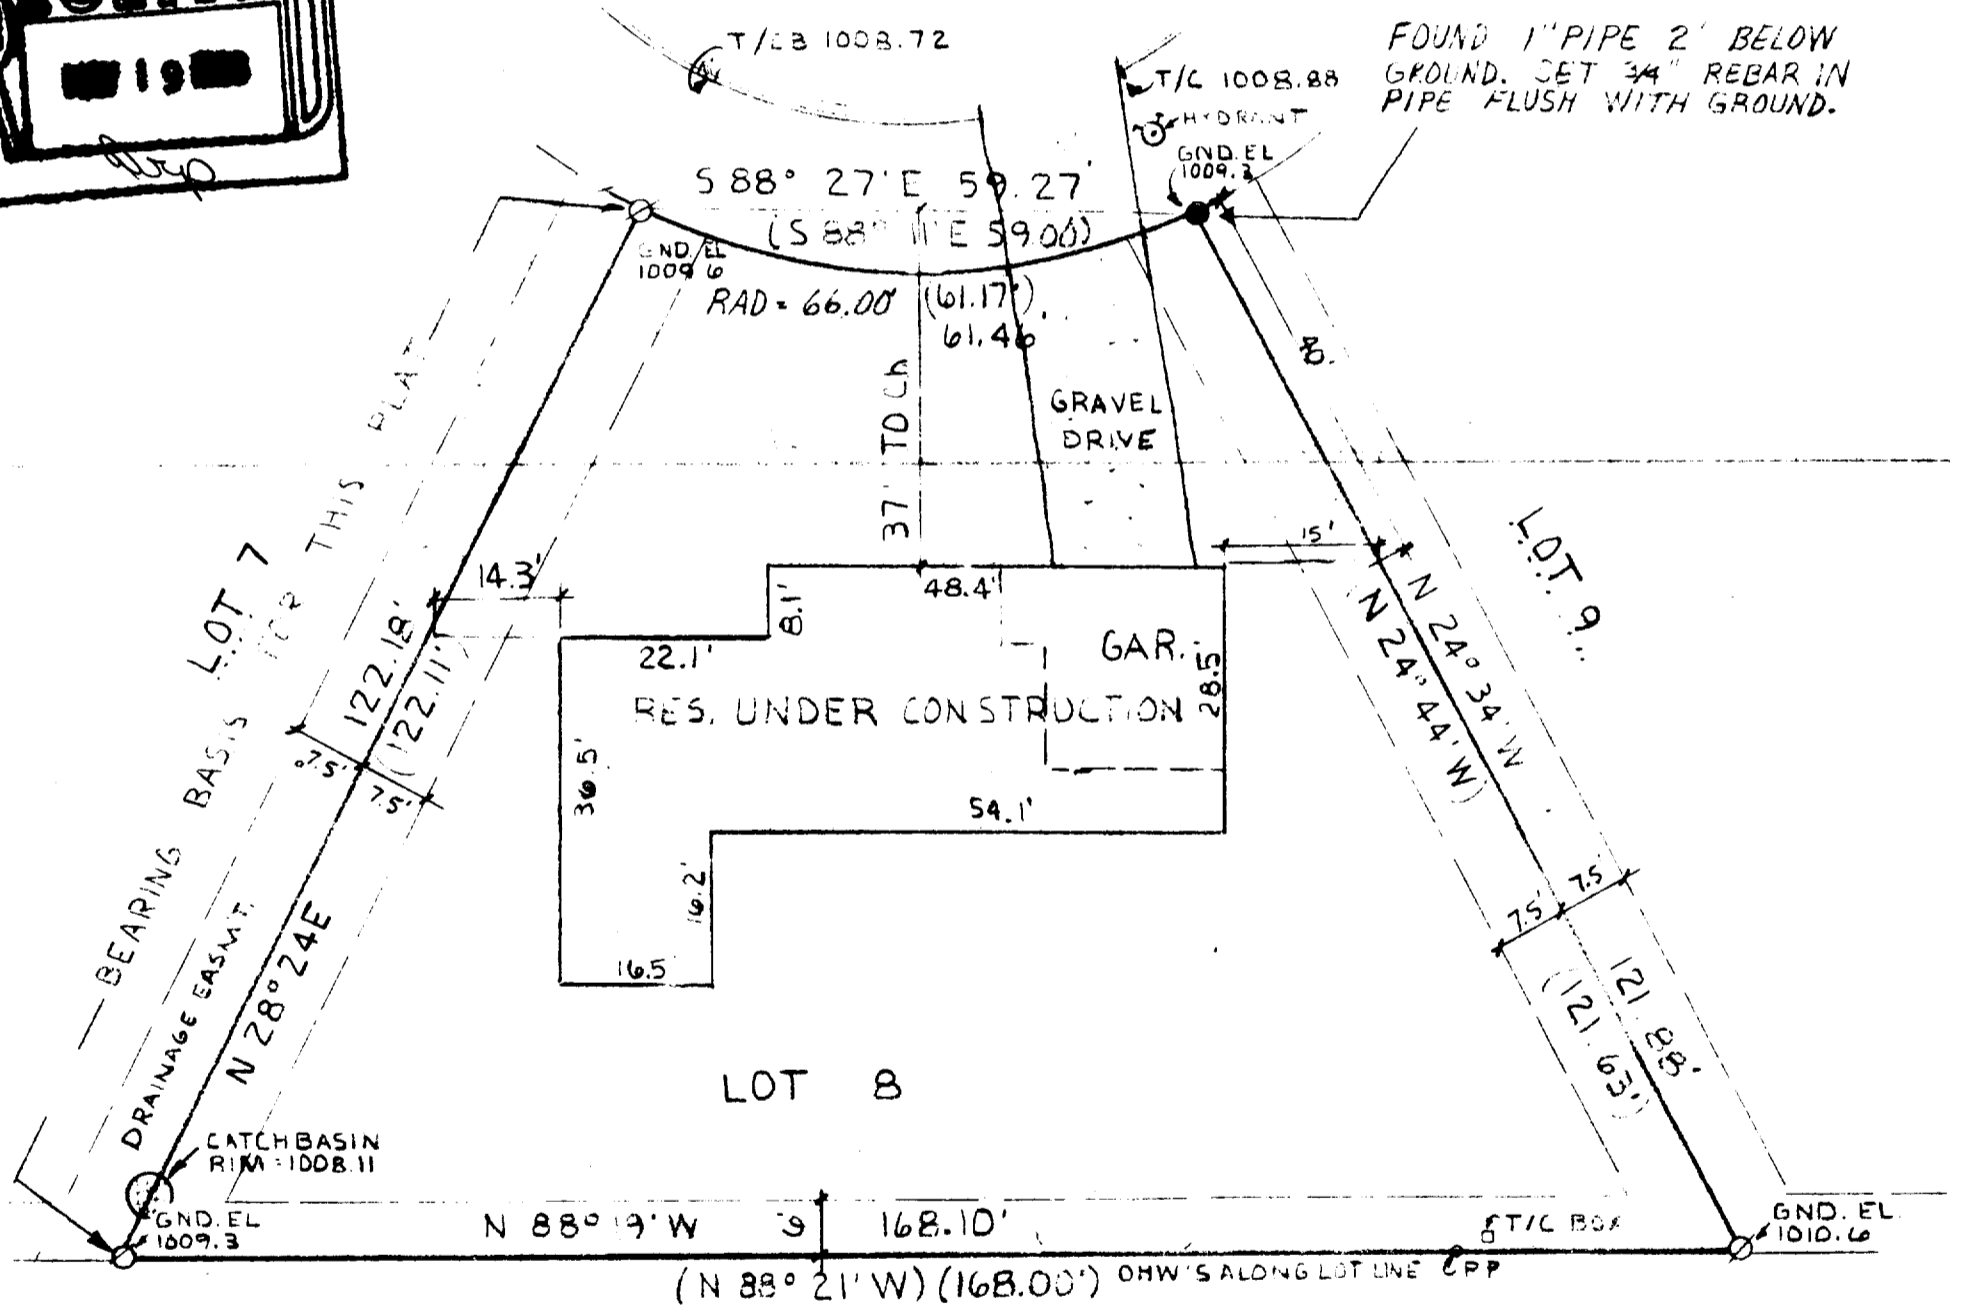 19
T/CB 1008.72
T/C 1008.88
HYDRANT
GND. EL
1009.3
FOUND 1" PIPE 2' BELOW
GROUND. SET 3/4" REBAR IN
PIPE FLUSH WITH GROUND.
S 88° 27' E 59.27'
(S 88° 11' E 59.00)
GND. EL
1009.6
RAD = 66.00' (61.17')
61.46
37' TO Ch
GRAVEL
DRIVE
15'
14.3'
48.4'
8.1'
22.1'
GAR.
28.5'
RES. UNDER CONSTRUCTION
36.5'
54.1'
16.2'
16.5
LOT 7
BEARING BASIS FOR THIS PLAT
122.18'
(122.11')
7.5'
7.5'
N 28° 24 E
DRAINAGE EASMT.
LOT 9
N 24° 34' W
(N 24° 44' W)
7.5'
7.5
121.88'
(121.63')
LOT 8
CATCH BASIN
RIM = 1008.11
GND. EL
1009.3
N 88° 19' W
168.10'
T/C BOX
GND. EL.
1010.6
(N 88° 21' W) (168.00')
OHW'S ALONG LOT LINE
PP